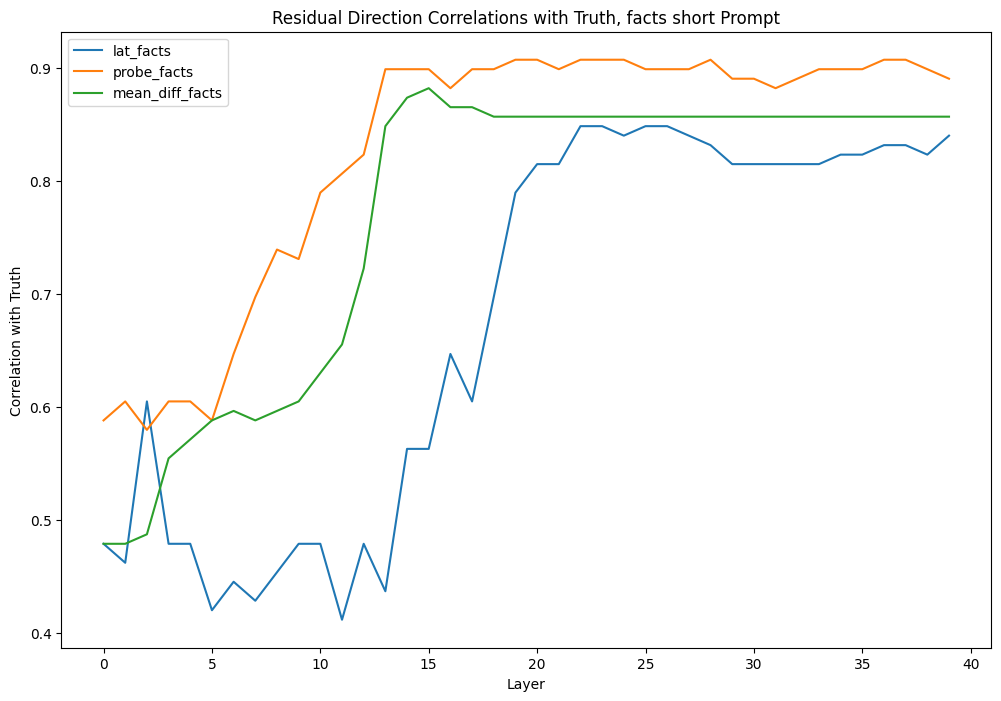 Residual Direction Correlations with Truth, facts short Prompt
lat_facts
probe_facts
mean_diff_facts
Correlation with Truth
0.9
0.8
0.7
0.6
0.5
0.4
0
5
10
15
20
25
30
35
40
Layer